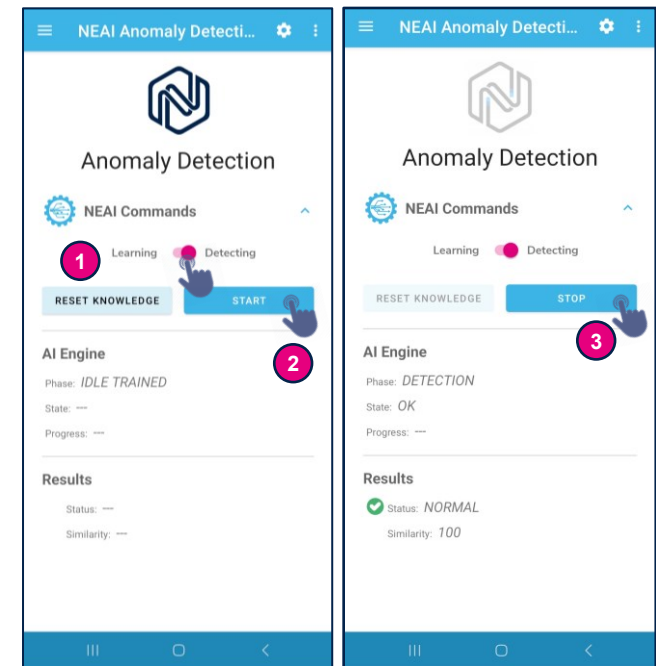 NEAI Anomaly Detecti...
Anomaly Detection
NEAI Commands
1
Learning Detecting
RESET KNOWLEDGE START
2
AI Engine
Phase: IDLE TRAINED
State: ---
Progress: ---
Results
Status: ---
Similarity: ---
NEAI Anomaly Detecti...
Anomaly Detection
NEAI Commands
Learning Detecting
RESET KNOWLEDGE STOP
3
AI Engine
Phase: DETECTION
State: OK
Progress: ---
Results
Status: NORMAL
Similarity: 100